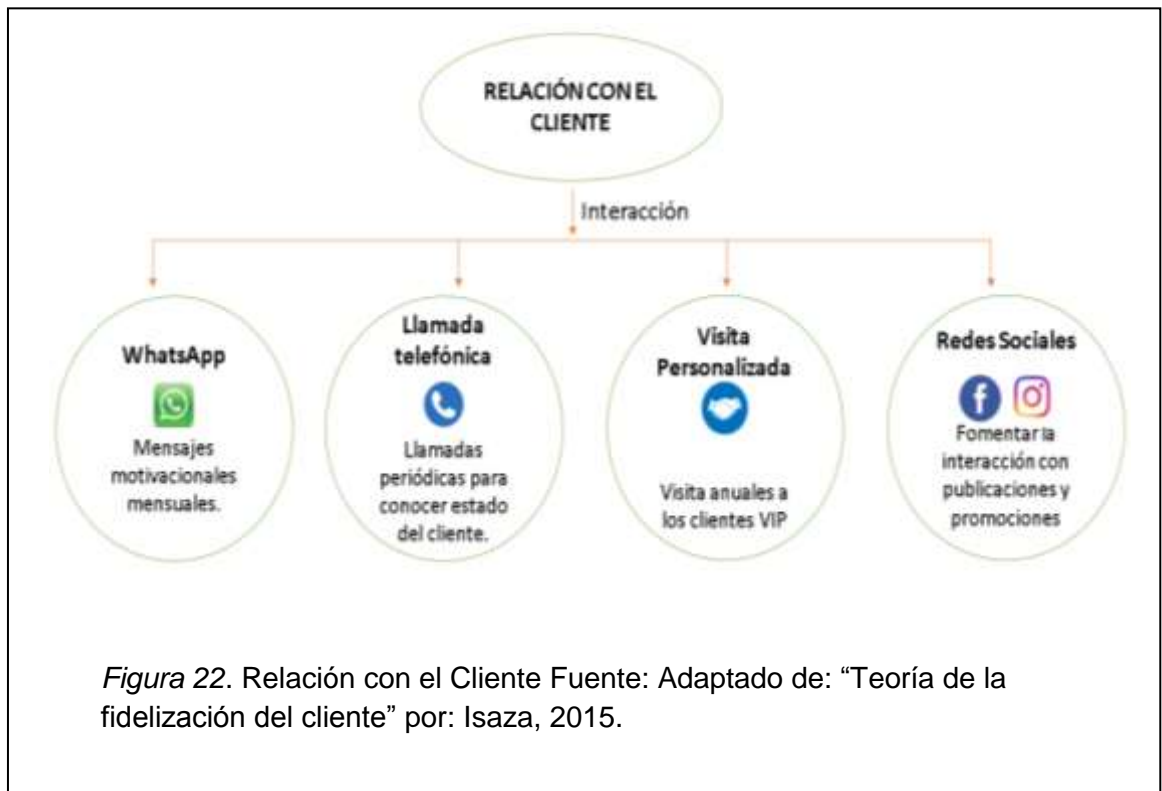 RELACIÓN CON EL
CLIENTE
Interacción
WhatsApp
Mensajes
motivacionales
mensuales.
Llamada
telefónica
Llamadas
periódicas para
conocer estado
del cliente.
Visita
Personalizada
Visita anuales a
los clientes VIP
Redes Sociales
f
Fomentar la
interacción con
publicaciones y
promociones
Figura 22. Relación con el Cliente Fuente: Adaptado de: “Teoría de la
fidelización del cliente” por: Isaza, 2015.